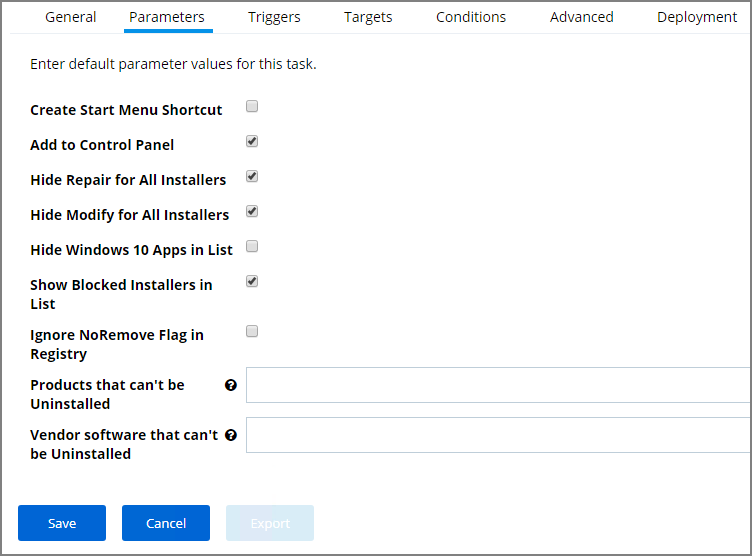 General Parameters Triggers Targets Conditions Advanced Deployment
Enter default parameter values for this task.
Create Start Menu Shortcut
Add to Control Panel
Hide Repair for All Installers
Hide Modify for All Installers
Hide Windows 10 Apps in List
Show Blocked Installers in
List
Ignore NoRemove Flag in
Registry
Products that can't be
Uninstalled
Vendor software that can't
be Uninstalled
Save Cancel Export